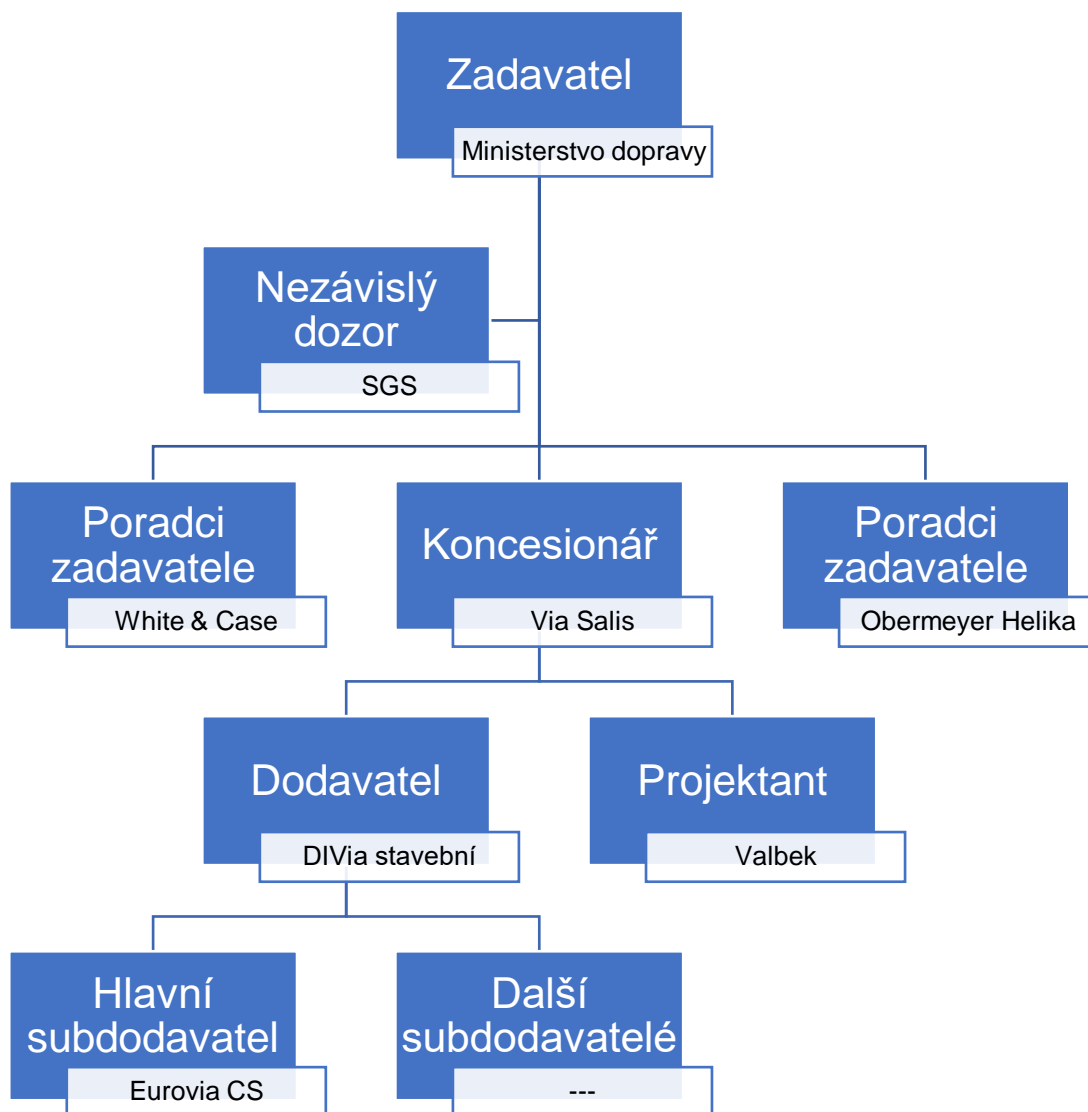 Zadavatel
Ministerstvo dopravy
Nezávislý
dozor
SGS
Poradci
zadavatele
White & Case
Koncesionář
Via Salis
Poradci
zadavatele
Obermeyer Helika
Dodavatel
DIVia stavební
Projektant
Valbek
Hlavní
subdodavatel
Eurovia CS
Další
subdodavatelé
---